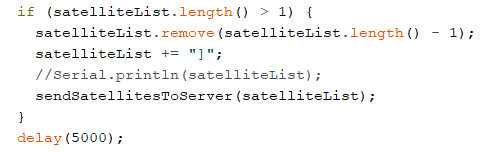 if (satelliteList.length() > 1) {
  satelliteList.remove(satelliteList.length() - 1);
  satelliteList += "]";
  //Serial.println(satelliteList);
  sendSatellitesToServer(satelliteList);
}
delay(5000);